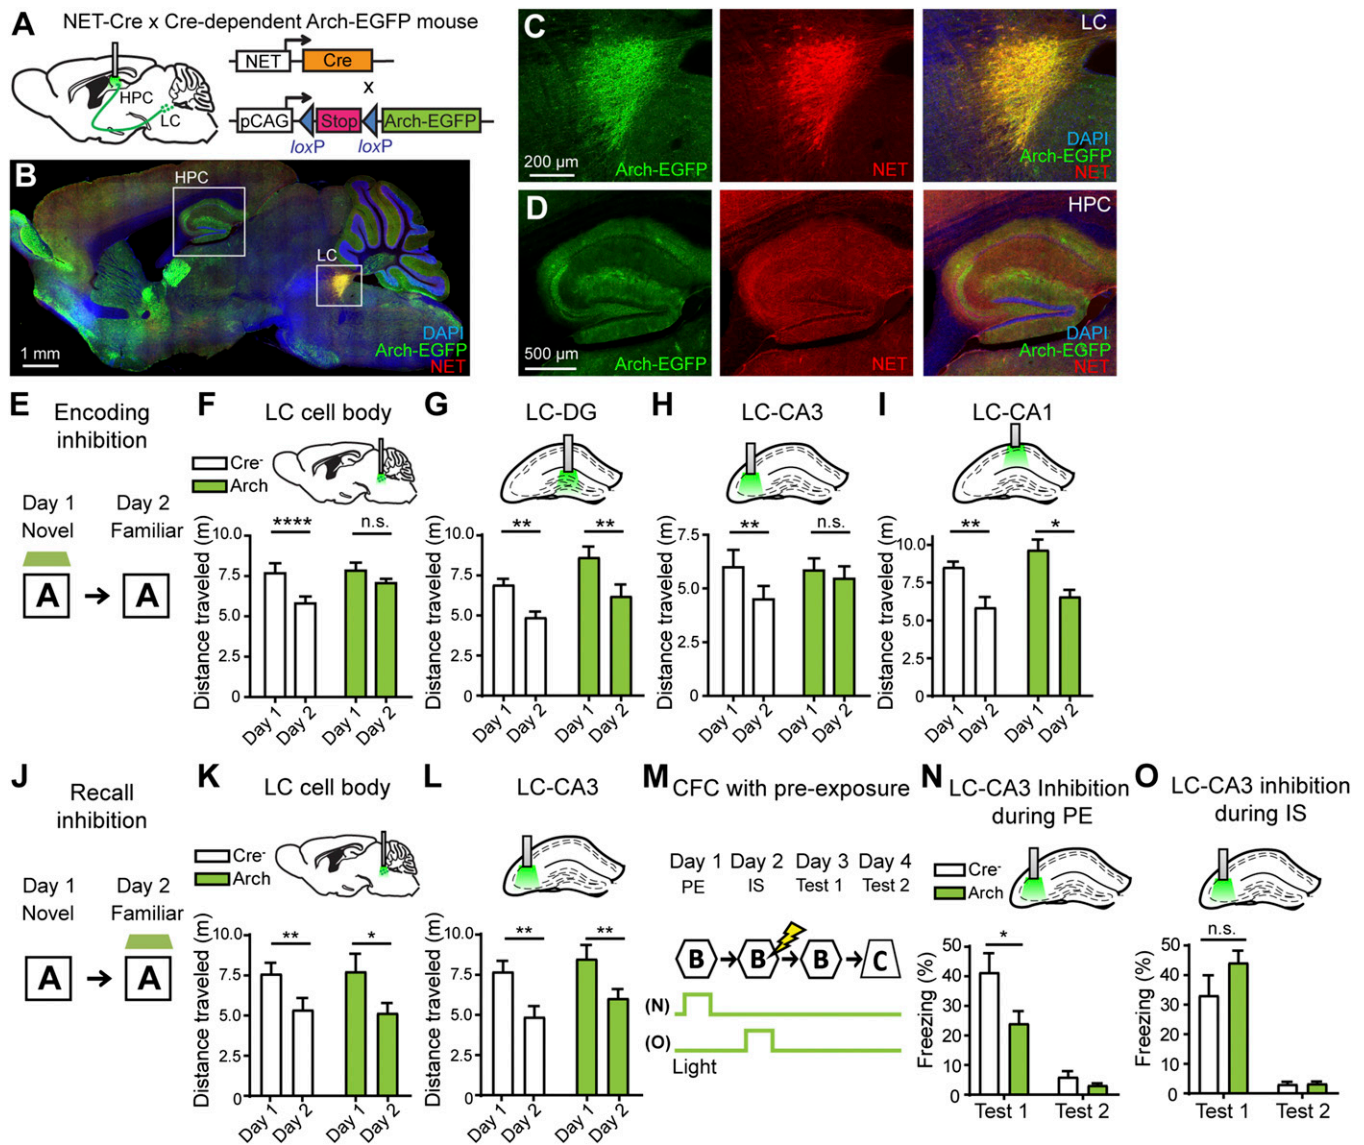 A NET-Cre x Cre-dependent Arch-EGFP mouse
HPC
LC
NET
Cre
x
pCAG
Stop
Arch-EGFP
loxP
loxP
B
HPC
LC
DAPI
Arch-EGFP
NET
1 mm
C
200 µm
Arch-EGFP
NET
LC
DAPI
Arch-EGFP
NET
D
500 µm
Arch-EGFP
NET
HPC
DAPI
Arch-EGFP
NET
E Encoding
inhibition
Day 1
Novel
Day 2
Familiar
A
A
F LC cell body
Cre-
Arch
Distance traveled (m)
10.0
7.5
5.0
2.5
0
****
n.s.
Day 1
Day 2
Day 1
Day 2
G LC-DG
Distance traveled (m)
10.0
7.5
5.0
2.5
0
**
**
Day 1
Day 2
Day 1
Day 2
H LC-CA3
Distance traveled (m)
7.5
5.0
2.5
0
**
n.s.
Day 1
Day 2
Day 1
Day 2
I LC-CA1
Distance traveled (m)
10.0
7.5
5.0
2.5
0
**
*
Day 1
Day 2
Day 1
Day 2
J Recall
inhibition
Day 1
Novel
Day 2
Familiar
A
A
K LC cell body
Cre-
Arch
Distance traveled (m)
10.0
7.5
5.0
2.5
0
**
*
Day 1
Day 2
Day 1
Day 2
L LC-CA3
Distance traveled (m)
10.0
7.5
5.0
2.5
0
**
**
Day 1
Day 2
Day 1
Day 2
M CFC with pre-exposure
Day 1 Day 2 Day 3 Day 4
PE IS Test 1 Test 2
B B B C
(N)
(O)
Light
N LC-CA3 Inhibition
during PE
Cre-
Arch
Freezing (%)
50
40
30
20
10
0
*
Test 1 Test 2
O LC-CA3 inhibition
during IS
Freezing (%)
50
40
30
20
10
0
n.s.
Test 1 Test 2